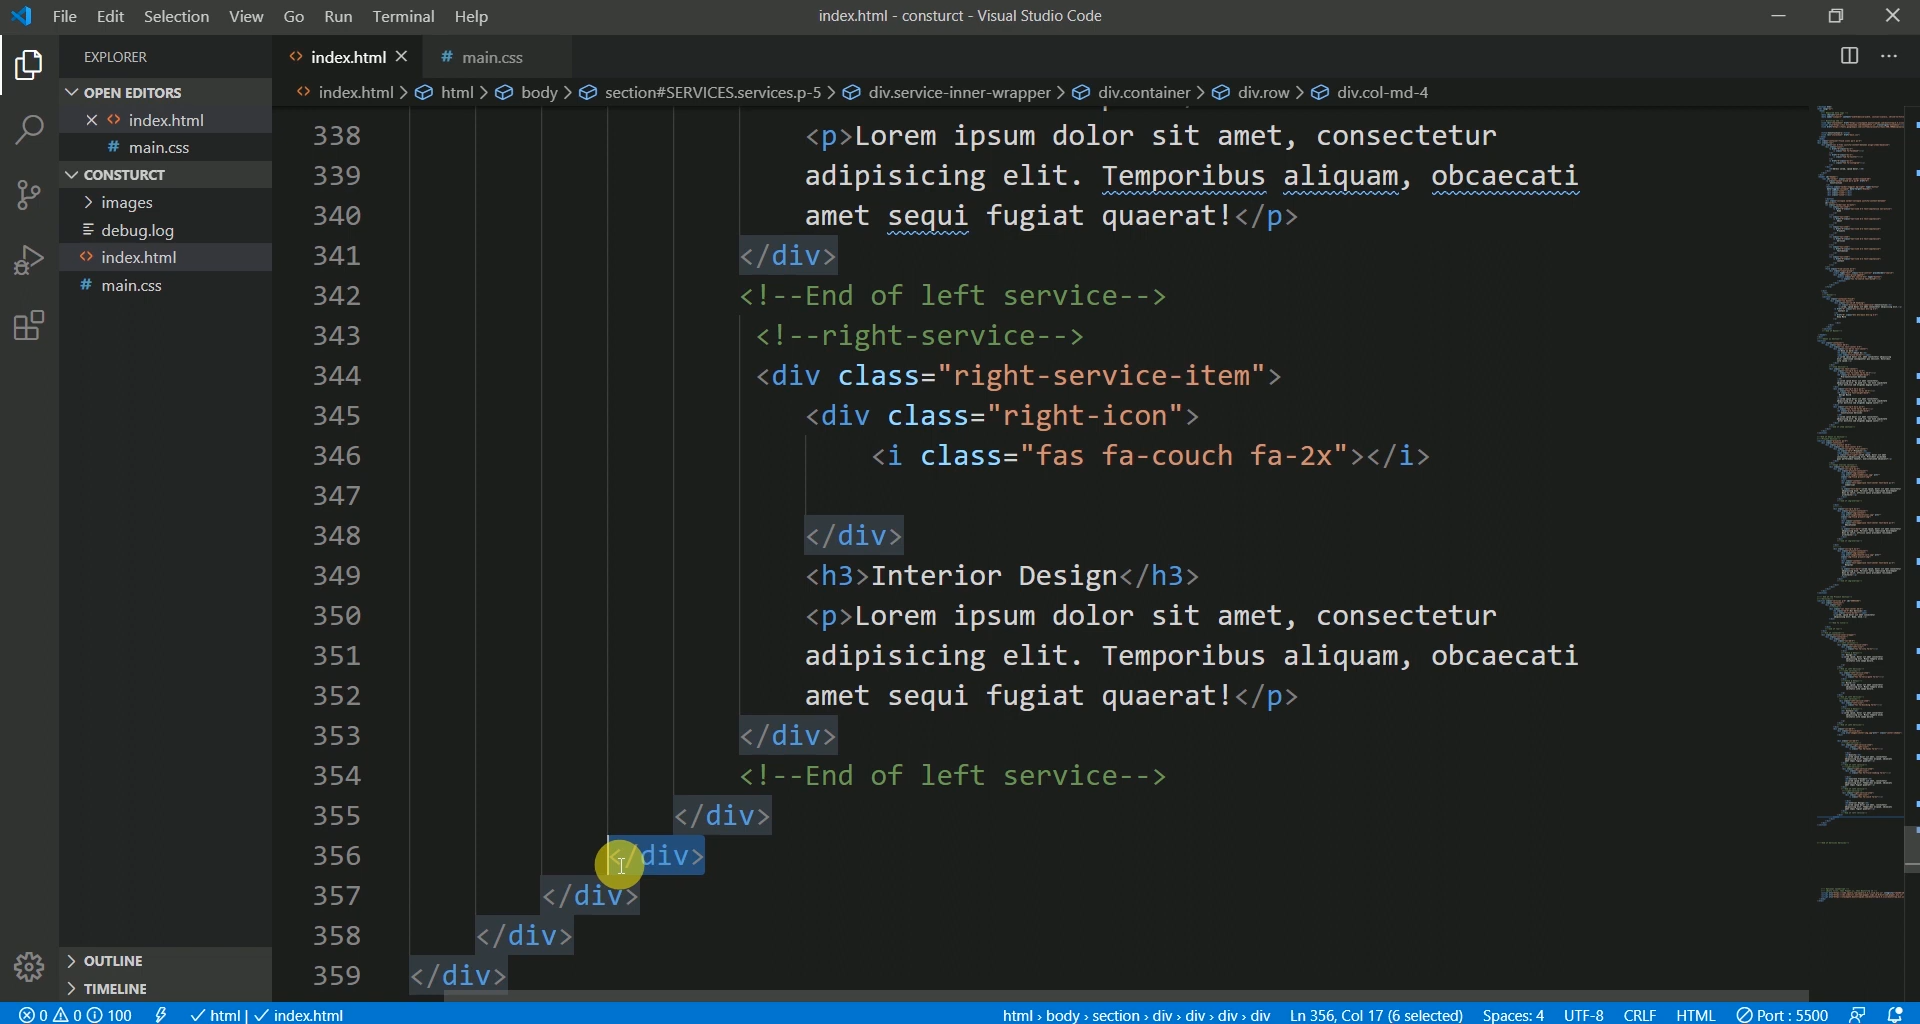 File Edit Selection View Go Run Terminal Help
index.html - consturct - Visual Studio Code
EXPLORER
OPEN EDITORS
index.html
main.css
CONSTURCT
images
debug.log
index.html
main.css
OUTLINE
TIMELINE
index.html main.css
index.html > html > body > section#SERVICES.services.p-5 > div.service-inner-wrapper > div.container > div.row > div.col-md-4
338 <p>Lorem ipsum dolor sit amet, consectetur
339 adipisicing elit. Temporibus aliquam, obcaecati
340 amet sequi fugiat quaerat!</p>
341 </div>
342 <!--End of left service-->
343 <!--right-service-->
344 <div class="right-service-item">
345 <div class="right-icon">
346 <i class="fas fa-couch fa-2x"></i>
347
348 </div>
349 <h3>Interior Design</h3>
350 <p>Lorem ipsum dolor sit amet, consectetur
351 adipisicing elit. Temporibus aliquam, obcaecati
352 amet sequi fugiat quaerat!</p>
353 </div>
354 <!--End of left service-->
355 </div>
356 </div>
357 </div>
358 </div>
359 </div>
0 0 100 html | index.html html > body > section > div > div > div > div Ln 356, Col 17 (6 selected) Spaces: 4 UTF-8 CRLF HTML Port : 5500